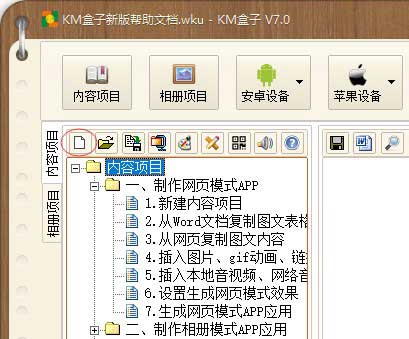 KM盒子新版帮助文档.wku - KM盒子 V7.0
内容项目
相册项目
安卓设备
苹果设备
内容项目
相册项目
内容项目
一、制作网页模式APP
1.新建内容项目
2.从Word文档复制图文表格
3.从网页复制图文内容
4.插入图片、gif动画、链
5.插入本地音视频、网络音
6.设置生成网页模式效果
7.生成网页模式APP应用
二、制作相册模式APP应用